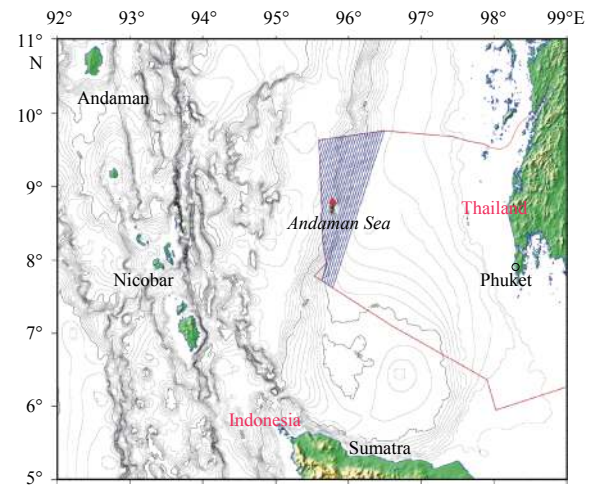 92° 93° 94° 95° 96° 97° 98° 99°E
11°
N
Andaman
10°
9°
Thailand
Andaman Sea
8°
Nicobar
Phuket
7°
6°
Indonesia
Sumatra
5°